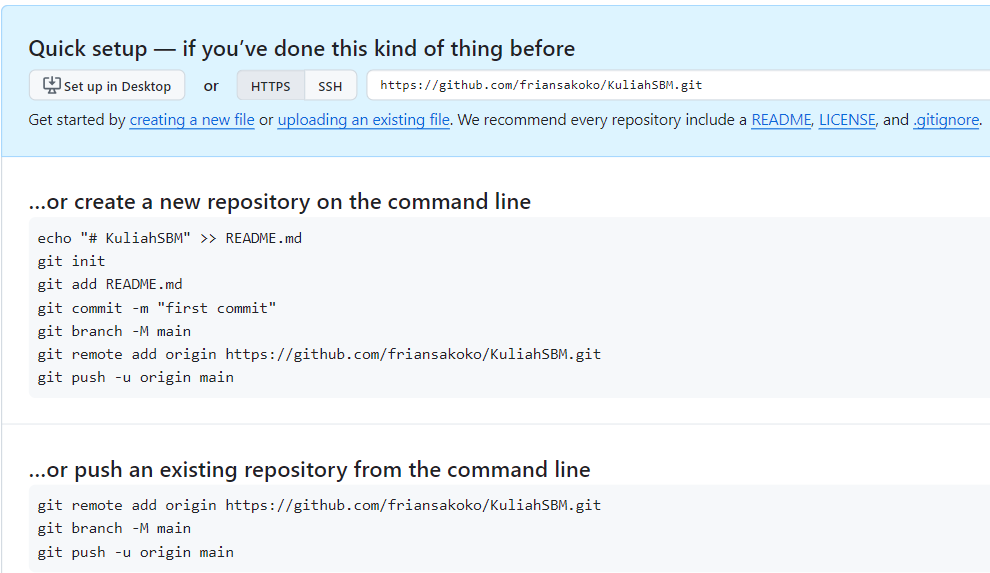 Quick setup — if you’ve done this kind of thing before
Set up in Desktop or HTTPS SSH https://github.com/friansakoko/KuliahSBM.git
Get started by creating a new file or uploading an existing file. We recommend every repository include a README, LICENSE, and .gitignore.
…or create a new repository on the command line
echo "# KuliahSBM" >> README.md
git init
git add README.md
git commit -m "first commit"
git branch -M main
git remote add origin https://github.com/friansakoko/KuliahSBM.git
git push -u origin main
…or push an existing repository from the command line
git remote add origin https://github.com/friansakoko/KuliahSBM.git
git branch -M main
git push -u origin main